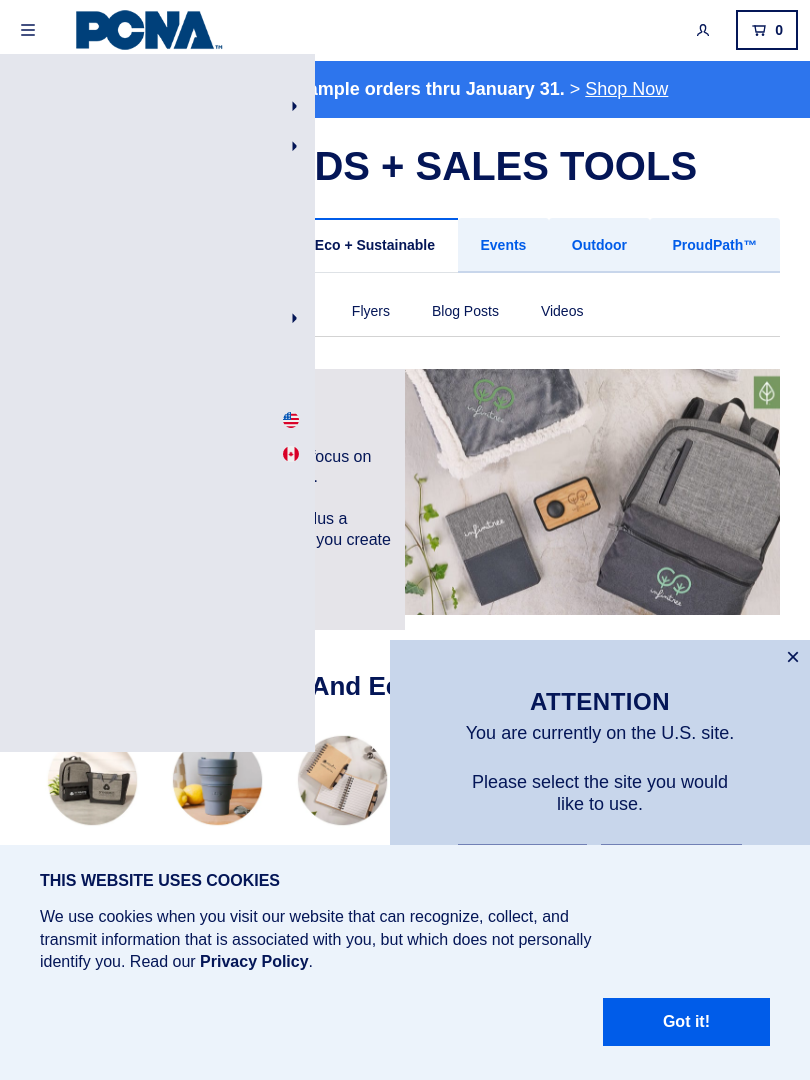 PCNA™
0
ample orders thru January 31. > Shop Now
DS + SALES TOOLS
Eco + Sustainable Events Outdoor ProudPath™
Flyers Blog Posts Videos
focus on
.
lus a
you create
infinitree
infinitree
infinitree
And Ec
×
ATTENTION
You are currently on the U.S. site.
Please select the site you would
like to use.
THIS WEBSITE USES COOKIES
We use cookies when you visit our website that can recognize, collect, and
transmit information that is associated with you, but which does not personally
identify you. Read our Privacy Policy.
Got it!